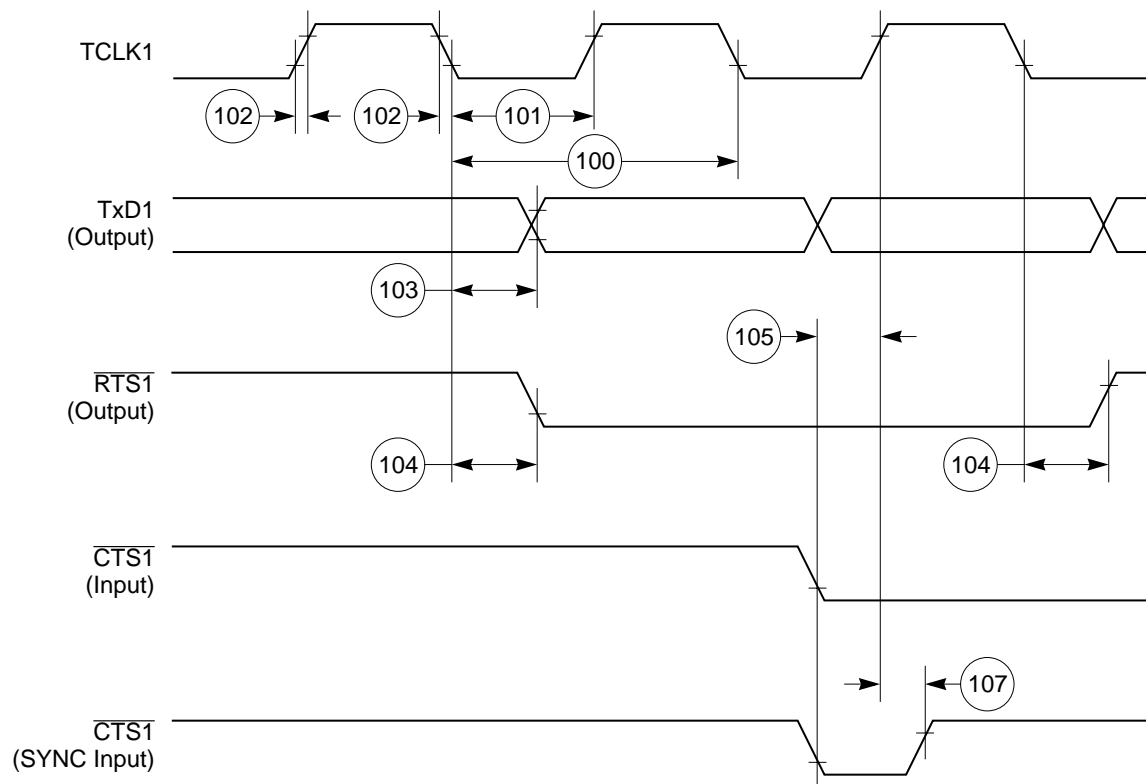 TCLK1
102
102
101
100
TxD1
(Output)
103
105
RTS1
(Output)
104
104
CTS1
(Input)
107
CTS1
(SYNC Input)